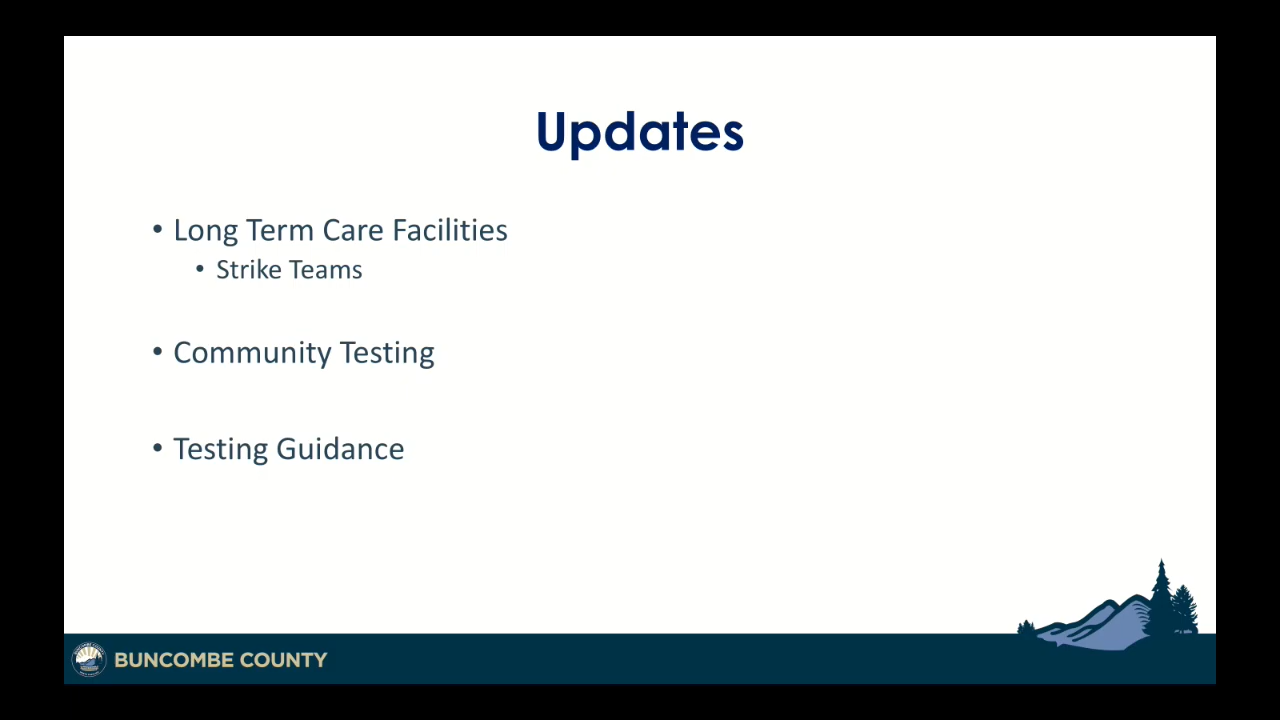 Updates
• Long Term Care Facilities
• Strike Teams
• Community Testing
• Testing Guidance
BUNCOMBE COUNTY